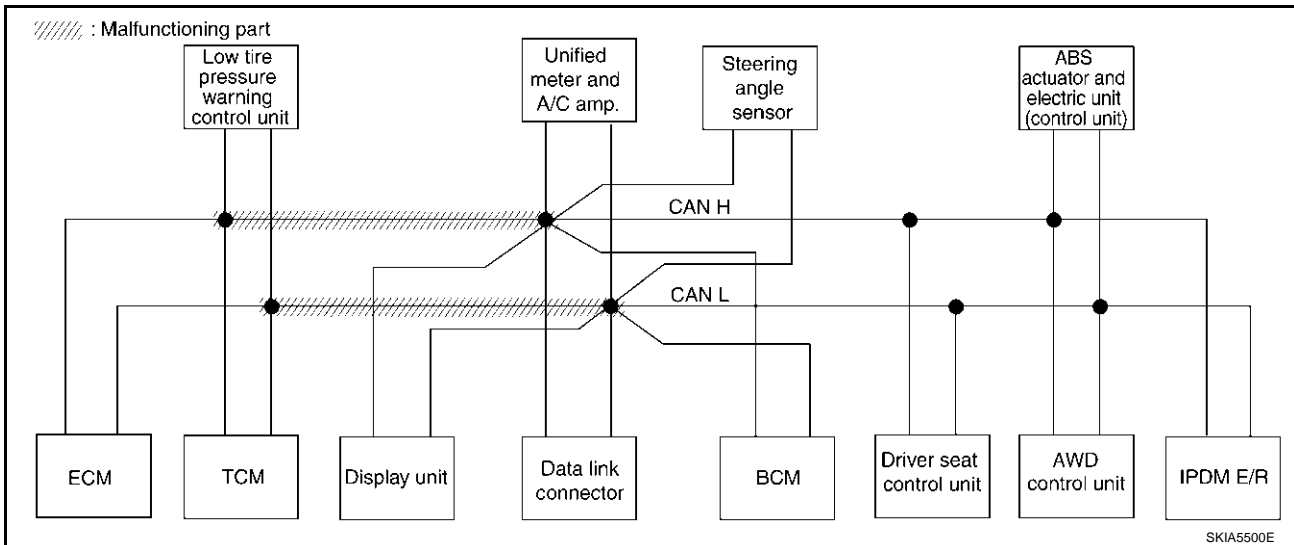 : Malfunctioning part
Low tire
pressure
warning
control unit
Unified
meter and
A/C amp.
Steering
angle
sensor
ABS
actuator and
electric unit
(control unit)
CAN H
CAN L
ECM
TCM
Display unit
Data link
connector
BCM
Driver seat
control unit
AWD
control unit
IPDM E/R
SKIA5500E